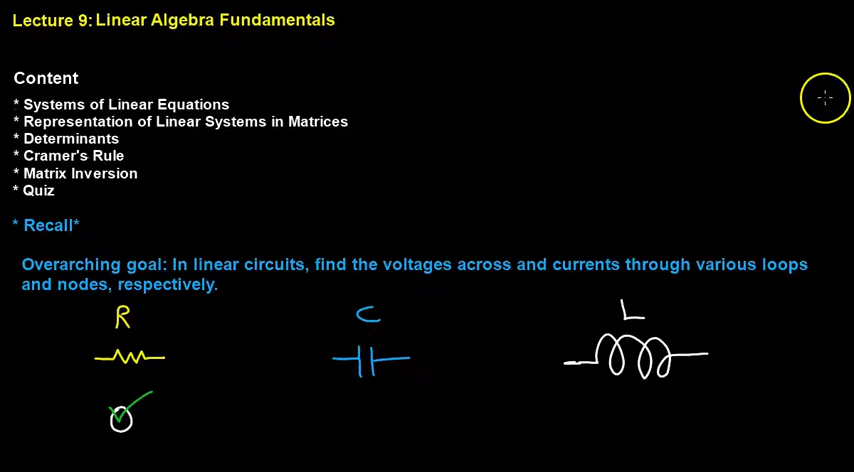 Lecture 9: Linear Algebra Fundamentals
Content
* Systems of Linear Equations
* Representation of Linear Systems in Matrices
* Determinants
* Cramer's Rule
* Matrix Inversion
* Quiz
* Recall*
Overarching goal: In linear circuits, find the voltages across and currents through various loops
and nodes, respectively.
R C L